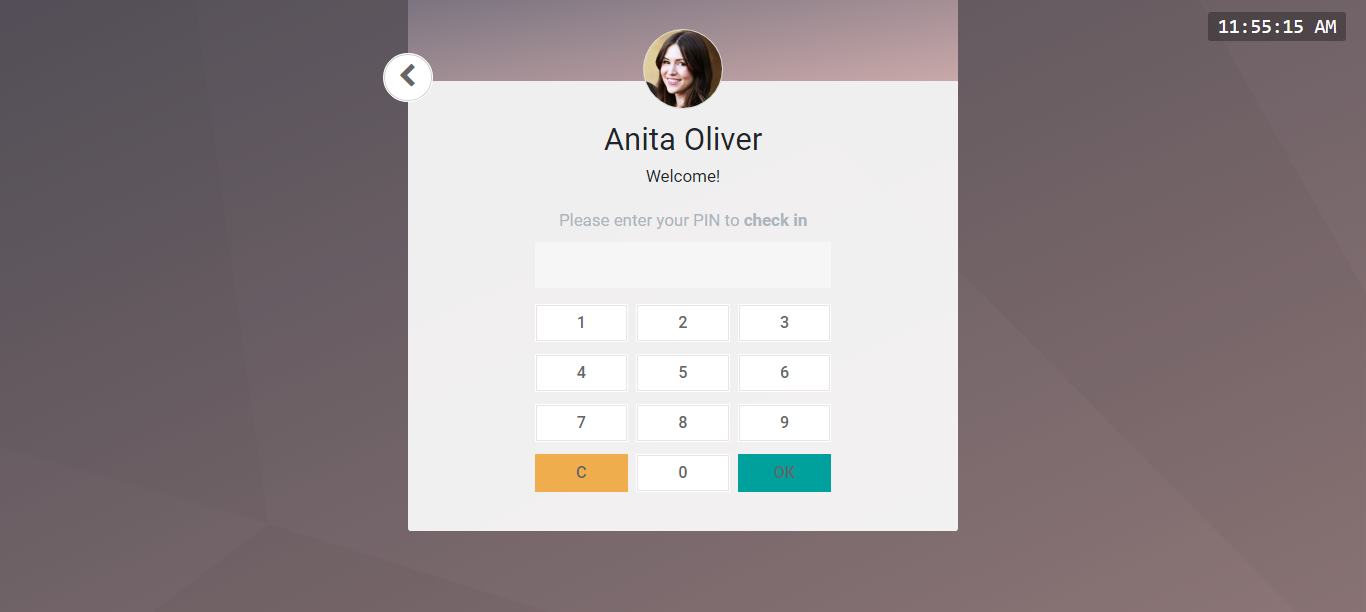 11:55:15 AM
Anita Oliver
Welcome!
Please enter your PIN to check in
1 2 3
4 5 6
7 8 9
C 0 OK